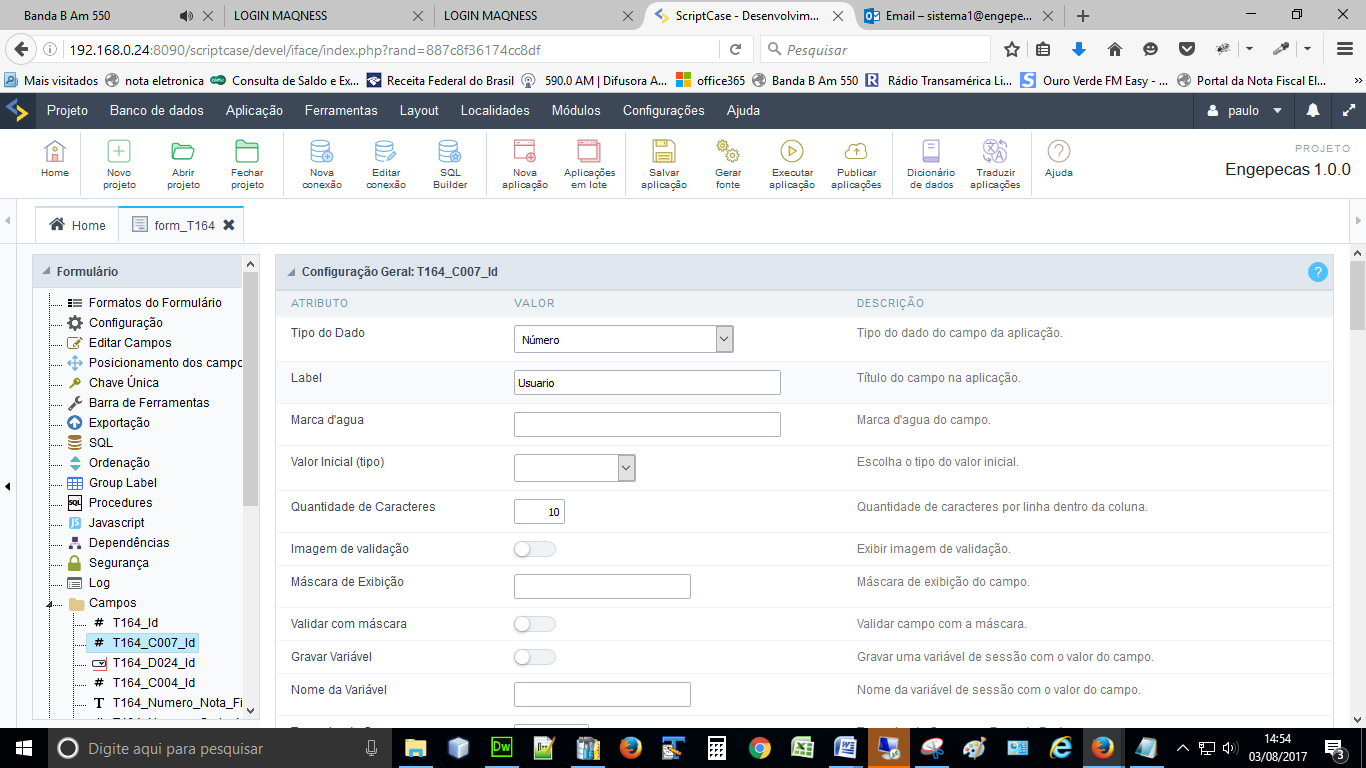 Banda B Am 550
LOGIN MAQNESS
LOGIN MAQNESS
ScriptCase - Desenvolvim...
Email – sistema1@engepe...
192.168.0.24:8090/scriptcase/devel/iface/index.php?rand=887c8f36174cc8df
Pesquisar
Mais visitados
nota eletronica
Consulta de Saldo e Ex...
Receita Federal do Brasil
590.0 AM | Difusora A...
office365
Banda B Am 550
Rádio Transamérica Li...
Ouro Verde FM Easy - ...
Portal da Nota Fiscal El...
Projeto
Banco de dados
Aplicação
Ferramentas
Layout
Localidades
Módulos
Configurações
Ajuda
paulo
Home
Novo projeto
Abrir projeto
Fechar projeto
Nova conexão
Editar conexão
SQL Builder
Nova aplicação
Aplicações em lote
Salvar aplicação
Gerar fonte
Executar aplicação
Publicar aplicações
Dicionário de dados
Traduzir aplicações
Ajuda
PROJETO
Engepecas 1.0.0
Home
form_T164
Formulário
Formatos do Formulário
Configuração
Editar Campos
Posicionamento dos campo
Chave Única
Barra de Ferramentas
Exportação
SQL
Ordenação
Group Label
Procedures
Javascript
Dependências
Segurança
Log
Campos
T164_Id
T164_C007_Id
T164_D024_Id
T164_C004_Id
T164_Numero_Nota_Fi
Configuração Geral: T164_C007_Id
ATRIBUTO VALOR DESCRIÇÃO
Tipo do Dado Número Tipo do dado do campo da aplicação.
Label Usuario Título do campo na aplicação.
Marca d'agua Marca d'agua do campo.
Valor Inicial (tipo) Escolha o tipo do valor inicial.
Quantidade de Caracteres 10 Quantidade de caracteres por linha dentro da coluna.
Imagem de validação Exibir imagem de validação.
Máscara de Exibição Máscara de exibição do campo.
Validar com máscara Validar campo com a máscara.
Gravar Variável Gravar uma variável de sessão com o valor do campo.
Nome da Variável Nome da variável de sessão com o valor do campo.
Digite aqui para pesquisar
14:54
03/08/2017
3